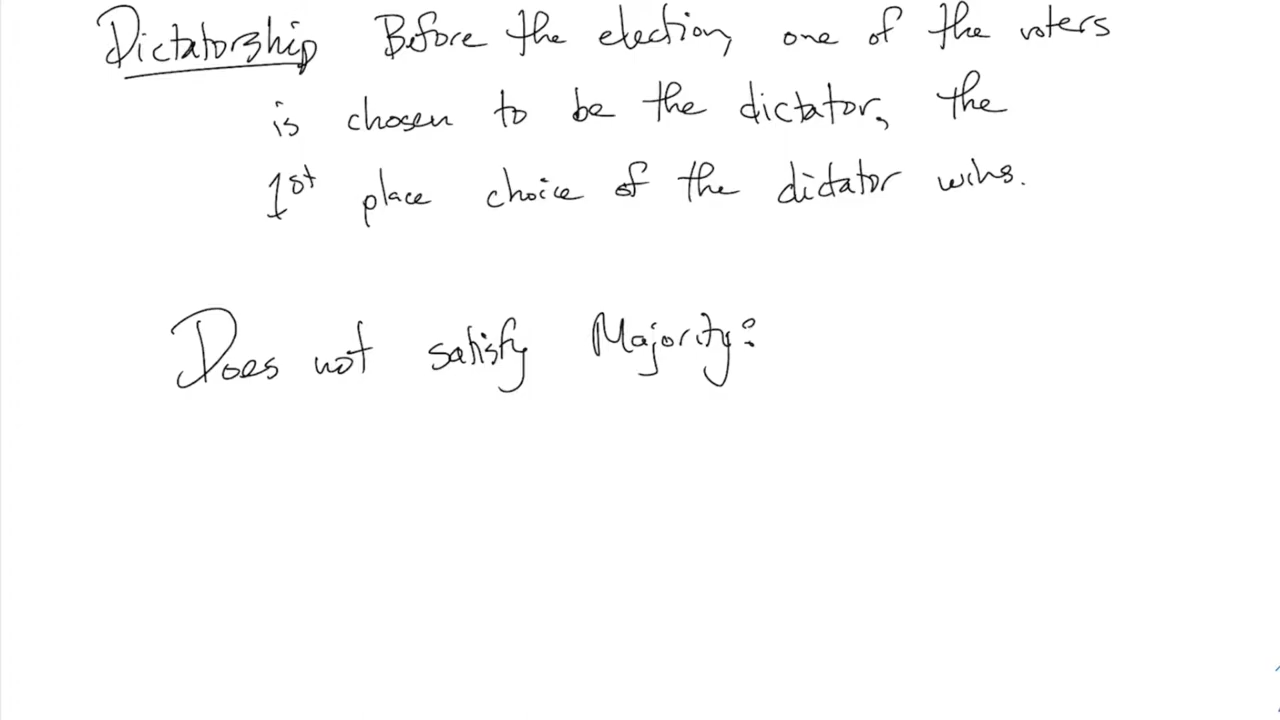 Dictatorship Before the election, one of the voters
is chosen to be the dictator, the
1st place choice of the dictator wins.
Does not satisfy Majority: